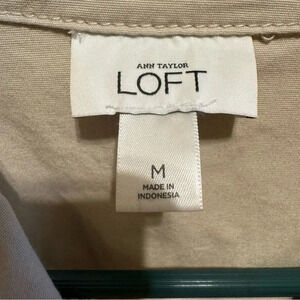 ANN TAYLOR
LOFT
M
MADE IN
INDONESIA